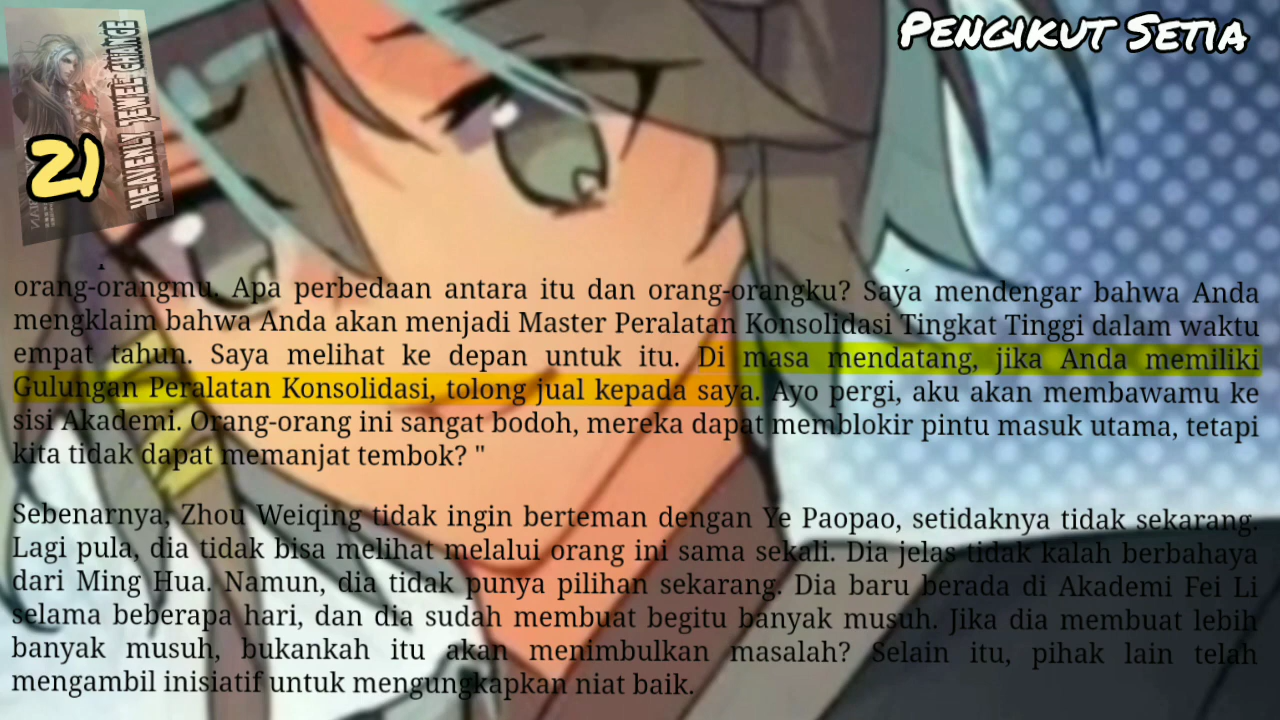 PENGIKUT SETIA
HEAVENLY JEWEL CHANGE
21
orang-orangmu. Apa perbedaan antara itu dan orang-orangku? Saya mendengar bahwa Anda
mengklaim bahwa Anda akan menjadi Master Peralatan Konsolidasi Tingkat Tinggi dalam waktu
empat tahun. Saya melihat ke depan untuk itu. Di masa mendatang, jika Anda memiliki
Gulungan Peralatan Konsolidasi, tolong jual kepada saya. Ayo pergi, aku akan membawamu ke
sisi Akademi. Orang-orang ini sangat bodoh, mereka dapat memblokir pintu masuk utama, tetapi
kita tidak dapat memanjat tembok? "
Sebenarnya, Zhou Weiqing tidak ingin berteman dengan Ye Paopao, setidaknya tidak sekarang.
Lagi pula, dia tidak bisa melihat melalui orang ini sama sekali. Dia jelas tidak kalah berbahaya
dari Ming Hua. Namun, dia tidak punya pilihan sekarang. Dia baru berada di Akademi Fei Li
selama beberapa hari, dan dia sudah membuat begitu banyak musuh. Jika dia membuat lebih
banyak musuh, bukankah itu akan menimbulkan masalah? Selain itu, pihak lain telah
mengambil inisiatif untuk mengungkapkan niat baik.